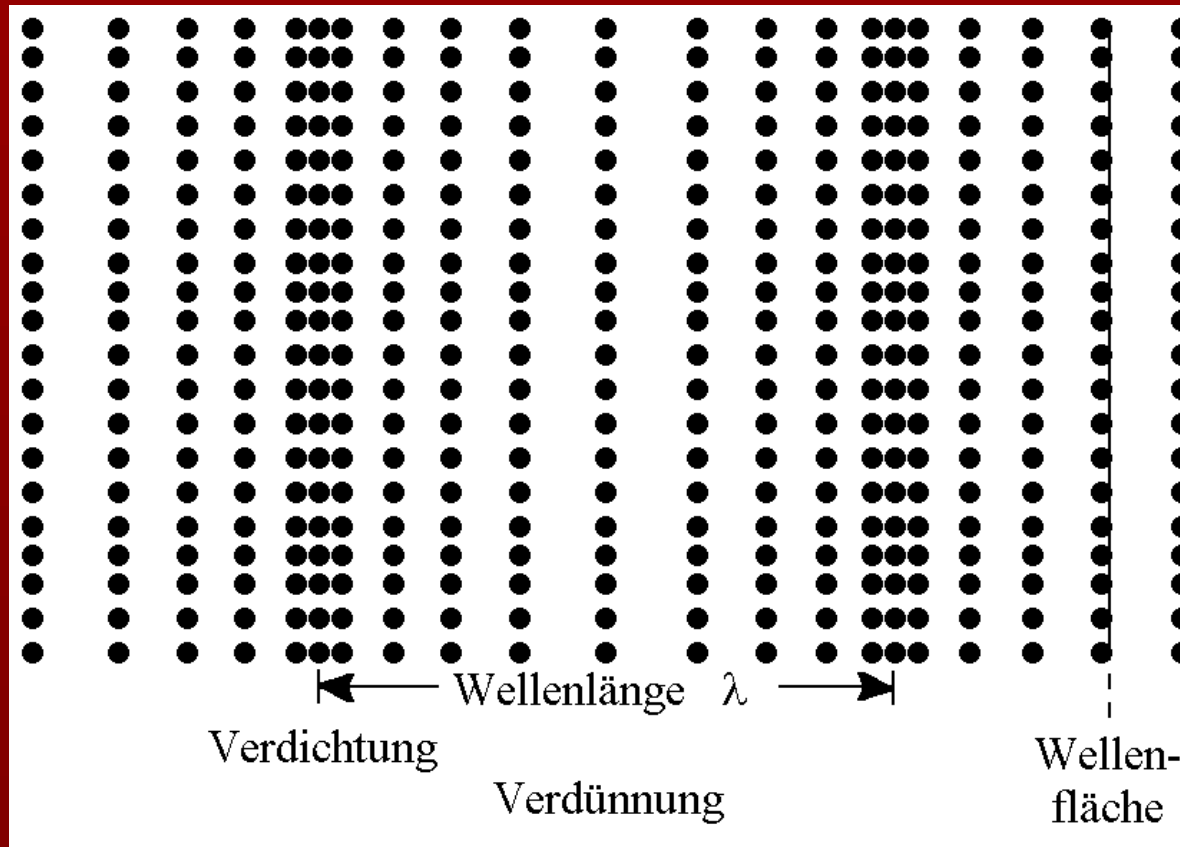 Wellenlänge λ
Verdichtung
Verdünnung
Wellen-
fläche